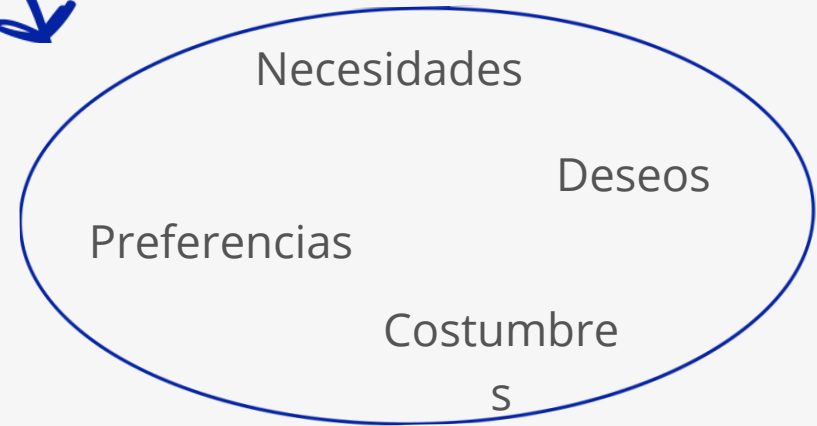 Necesidades
Deseos
Preferencias
Costumbre
s